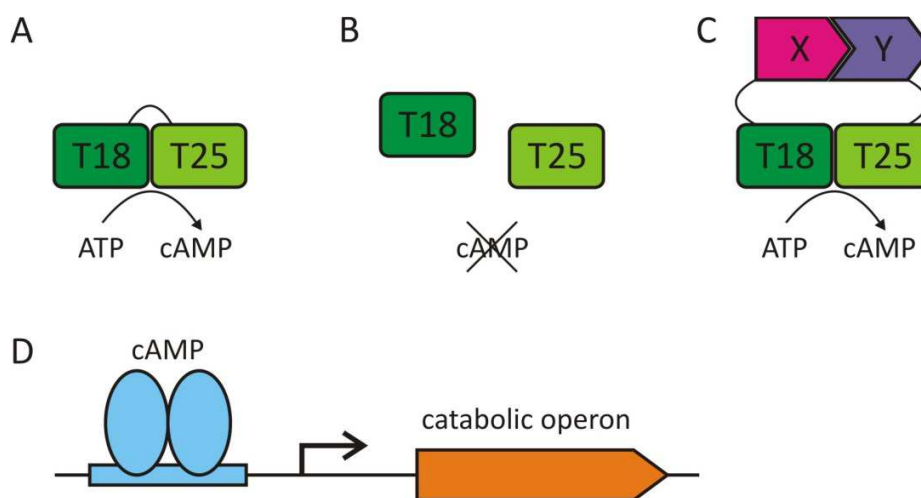 A
T18 T25
ATP cAMP
B
T18
T25
cAMP
C
X Y
T18 T25
ATP cAMP
D
cAMP
catabolic operon